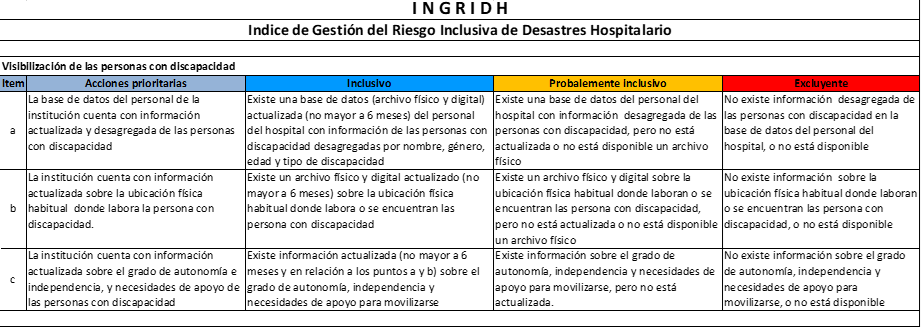 I N G R I D H
Indice de Gestión del Riesgo Inclusiva de Desastres Hospitalario
Visibilización de las personas con discapacidad
Item
Acciones prioritarias
Inclusivo
Probalemente inclusivo
Excluyente
a
La base de datos del personal de la
institución cuenta con información
actualizada y desagregada de las personas
con discapacidad
Existe una base de datos (archivo físico y digital)
actualizada (no mayor a 6 meses) del personal
del hospital con información de las personas con
discapacidad desagregadas por nombre, género,
edad y tipo de discapacidad
Existe una base de datos del personal del
hospital con información desagregada de las
personas con discapacidad, pero no está
actualizada o no está disponible un archivo
físico
No existe información desagregada de
las personas con discapacidad en la
base de datos del personal del
hospital, o no está disponible
b
La institución cuenta con información
actualizada sobre la ubicación física
habitual donde labora la persona con
discapacidad.
Existe un archivo físico y digital actualizado (no
mayor a 6 meses) sobre la ubicación física
habitual donde labora o se encuentran las
persona con discapacidad
Existe un archivo físico y digital sobre la
ubicación física habitual donde laboran o se
encuentran las persona con discapacidad,
pero no está actualizada o no está disponible
un archivo físico
No existe información sobre la
ubicación física habitual donde laboran
o se encuentran las persona con
discapacidad, o no está disponible
c
La institución cuenta con información
actualizada sobre el grado de autonomía e
independencia, y necesidades de apoyo de
las personas con discapacidad
Existe información actualizada (no mayor a 6
meses y en relación a los puntos a y b) sobre el
grado de autonomía, independencia y
necesidades de apoyo para movilizarse
Existe información sobre el grado de
autonomía, independencia y necesidades de
apoyo para movilizarse, pero no está
actualizada.
No existe información sobre el grado
de autonomía, independencia y
necesidades de apoyo para
movilizarse, o no está disponible